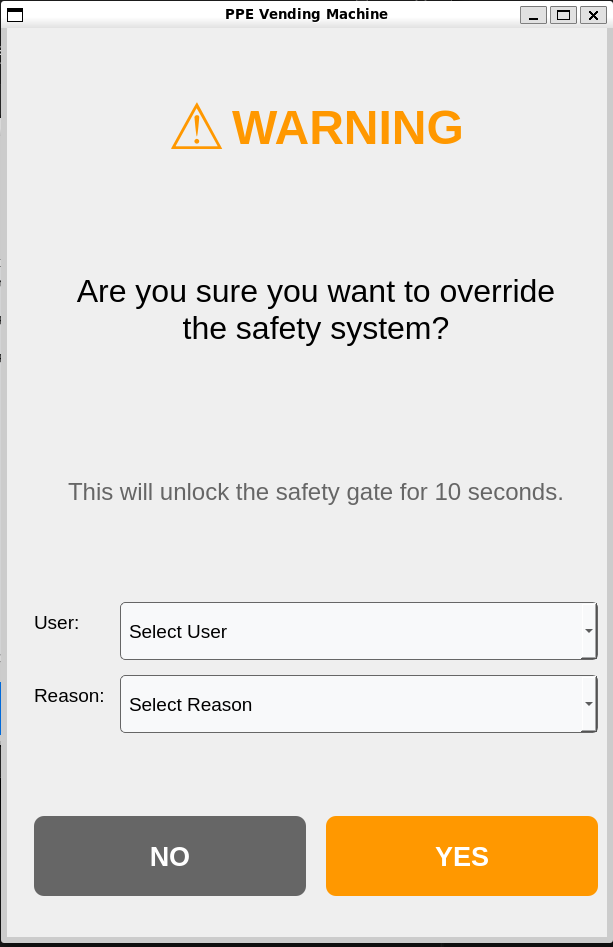 PPE Vending Machine
⚠ WARNING
Are you sure you want to override
the safety system?
This will unlock the safety gate for 10 seconds.
User:
Select User
Reason:
Select Reason
NO
YES